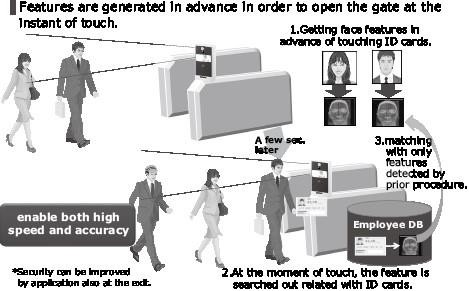 Features are generated in advance in order to open the gate at the
instant of touch.
1.Getting face features in
advance of touching ID cards.
A few sec.
later
3.matching
with only
features
detected by
prior procedure.
enable both high
speed and accuracy
Employee DB
*Security can be improved
by application also at the exit.
2.At the moment of touch, the feature is
searched out related with ID cards.